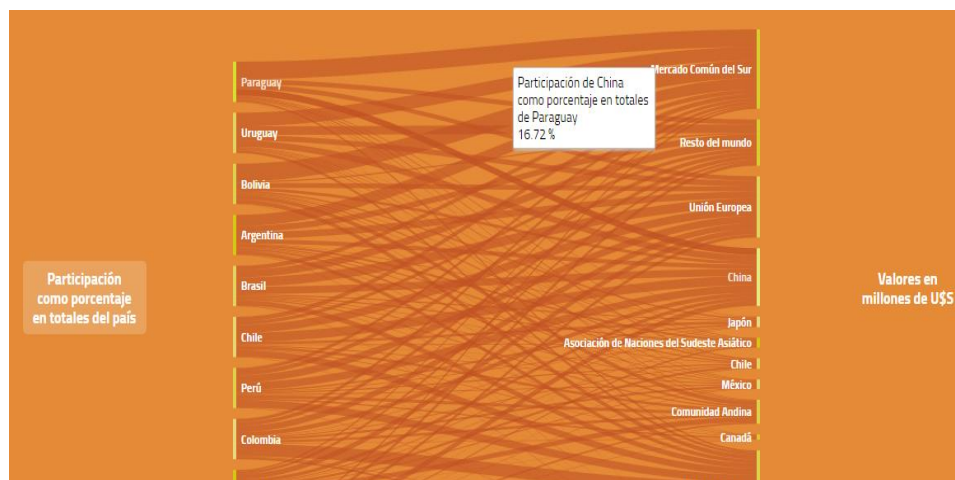 Participación
como porcentaje
en totales del país
Paraguay
Uruguay
Bolivia
Argentina
Brasil
Chile
Perú
Colombia
Participación de China
como porcentaje en totales
de Paraguay
16.72 %
Mercado Común del Sur
Resto del mundo
Unión Europea
China
Japón
Asociación de Naciones del Sudeste Asiático
Chile
México
Comunidad Andina
Canadá
Valores en
millones de U$S